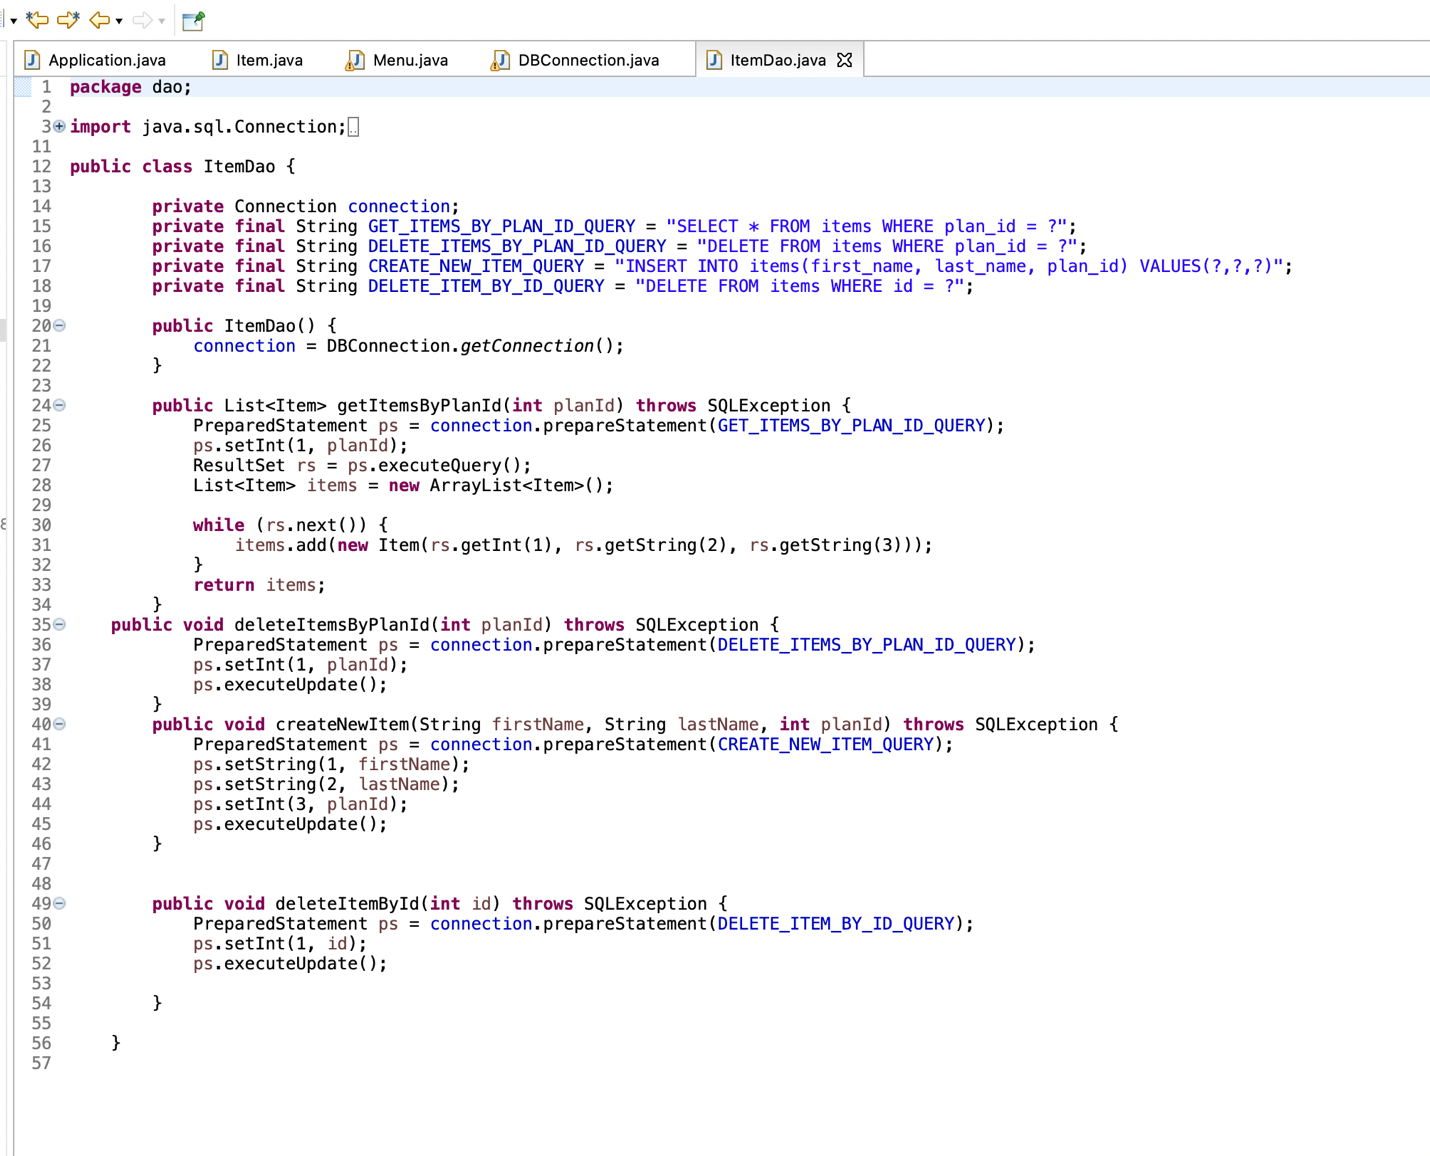 Application.java Item.java Menu.java DBConnection.java ItemDao.java
1 package dao;
2
3 import java.sql.Connection;
11
12 public class ItemDao {
13
14 private Connection connection;
15 private final String GET_ITEMS_BY_PLAN_ID_QUERY = "SELECT * FROM items WHERE plan_id = ?";
16 private final String DELETE_ITEMS_BY_PLAN_ID_QUERY = "DELETE FROM items WHERE plan_id = ?";
17 private final String CREATE_NEW_ITEM_QUERY = "INSERT INTO items(first_name, last_name, plan_id) VALUES(?,?,?)";
18 private final String DELETE_ITEM_BY_ID_QUERY = "DELETE FROM items WHERE id = ?";
19
20 public ItemDao() {
21 connection = DBConnection.getConnection();
22 }
23
24 public List<Item> getItemsByPlanId(int planId) throws SQLException {
25 PreparedStatement ps = connection.prepareStatement(GET_ITEMS_BY_PLAN_ID_QUERY);
26 ps.setInt(1, planId);
27 ResultSet rs = ps.executeQuery();
28 List<Item> items = new ArrayList<Item>();
29
30 while (rs.next()) {
31 items.add(new Item(rs.getInt(1), rs.getString(2), rs.getString(3)));
32 }
33 return items;
34 }
35 public void deleteItemsByPlanId(int planId) throws SQLException {
36 PreparedStatement ps = connection.prepareStatement(DELETE_ITEMS_BY_PLAN_ID_QUERY);
37 ps.setInt(1, planId);
38 ps.executeUpdate();
39 }
40 public void createNewItem(String firstName, String lastName, int planId) throws SQLException {
41 PreparedStatement ps = connection.prepareStatement(CREATE_NEW_ITEM_QUERY);
42 ps.setString(1, firstName);
43 ps.setString(2, lastName);
44 ps.setInt(3, planId);
45 ps.executeUpdate();
46 }
47
48
49 public void deleteItemById(int id) throws SQLException {
50 PreparedStatement ps = connection.prepareStatement(DELETE_ITEM_BY_ID_QUERY);
51 ps.setInt(1, id);
52 ps.executeUpdate();
53
54 }
55
56 }
57